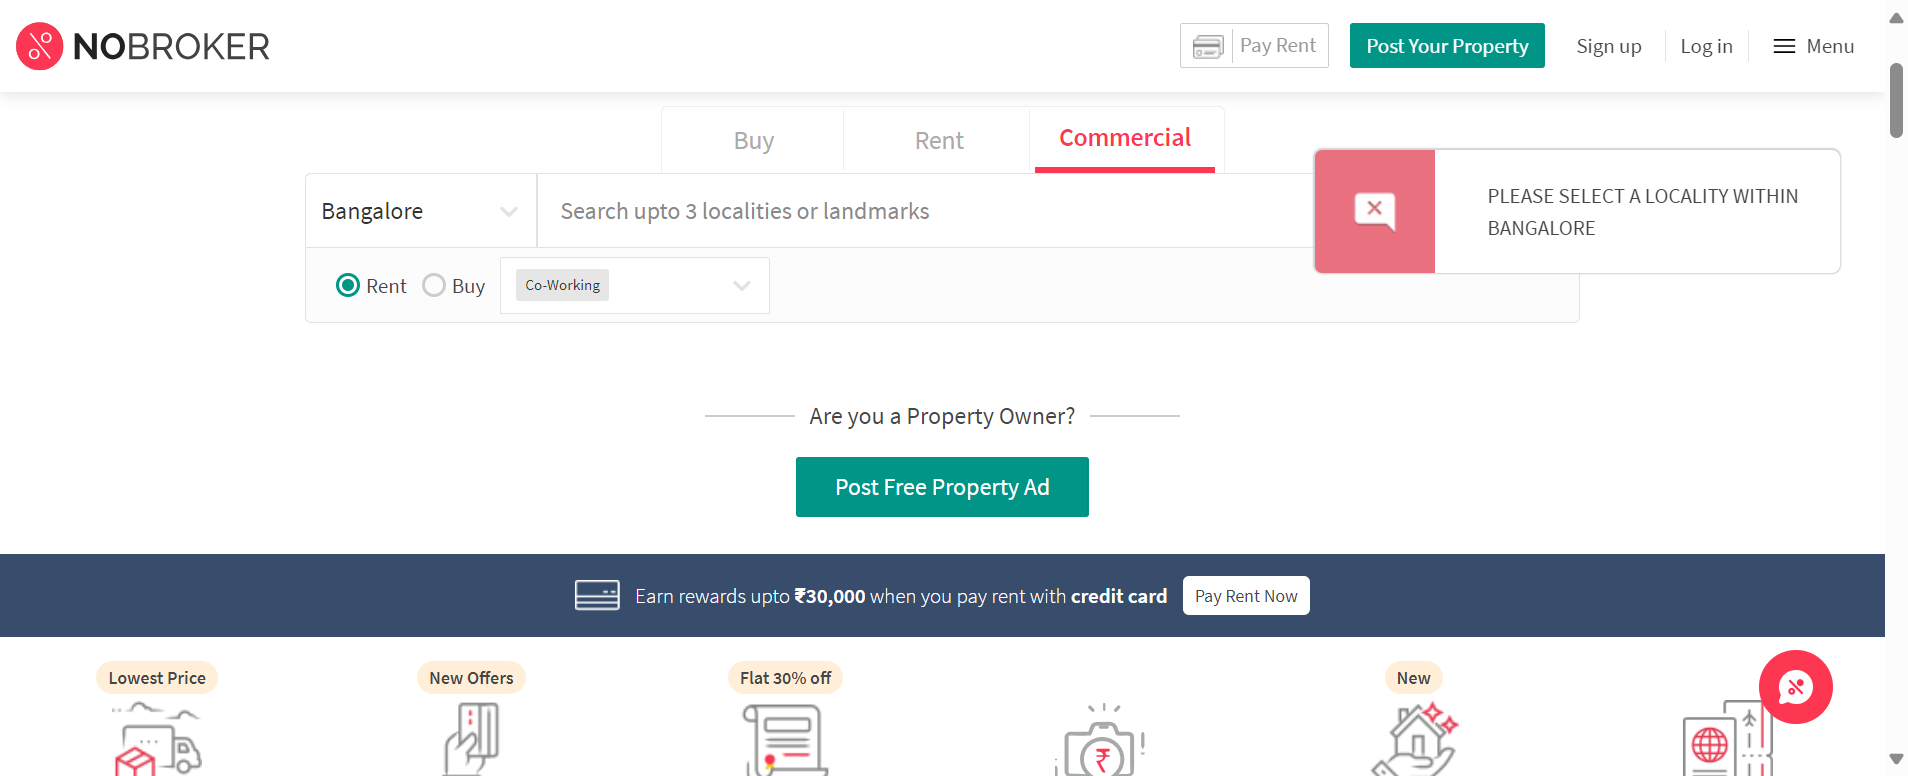 NOBROKER
Pay Rent
Post Your Property
Sign up
Log in
Menu
Buy
Rent
Commercial
Bangalore
Search upto 3 localities or landmarks
PLEASE SELECT A LOCALITY WITHIN
BANGALORE
Rent
Buy
Co-Working
Are you a Property Owner?
Post Free Property Ad
Earn rewards upto ₹30,000 when you pay rent with credit card
Pay Rent Now
Lowest Price
New Offers
Flat 30% off
New
₹